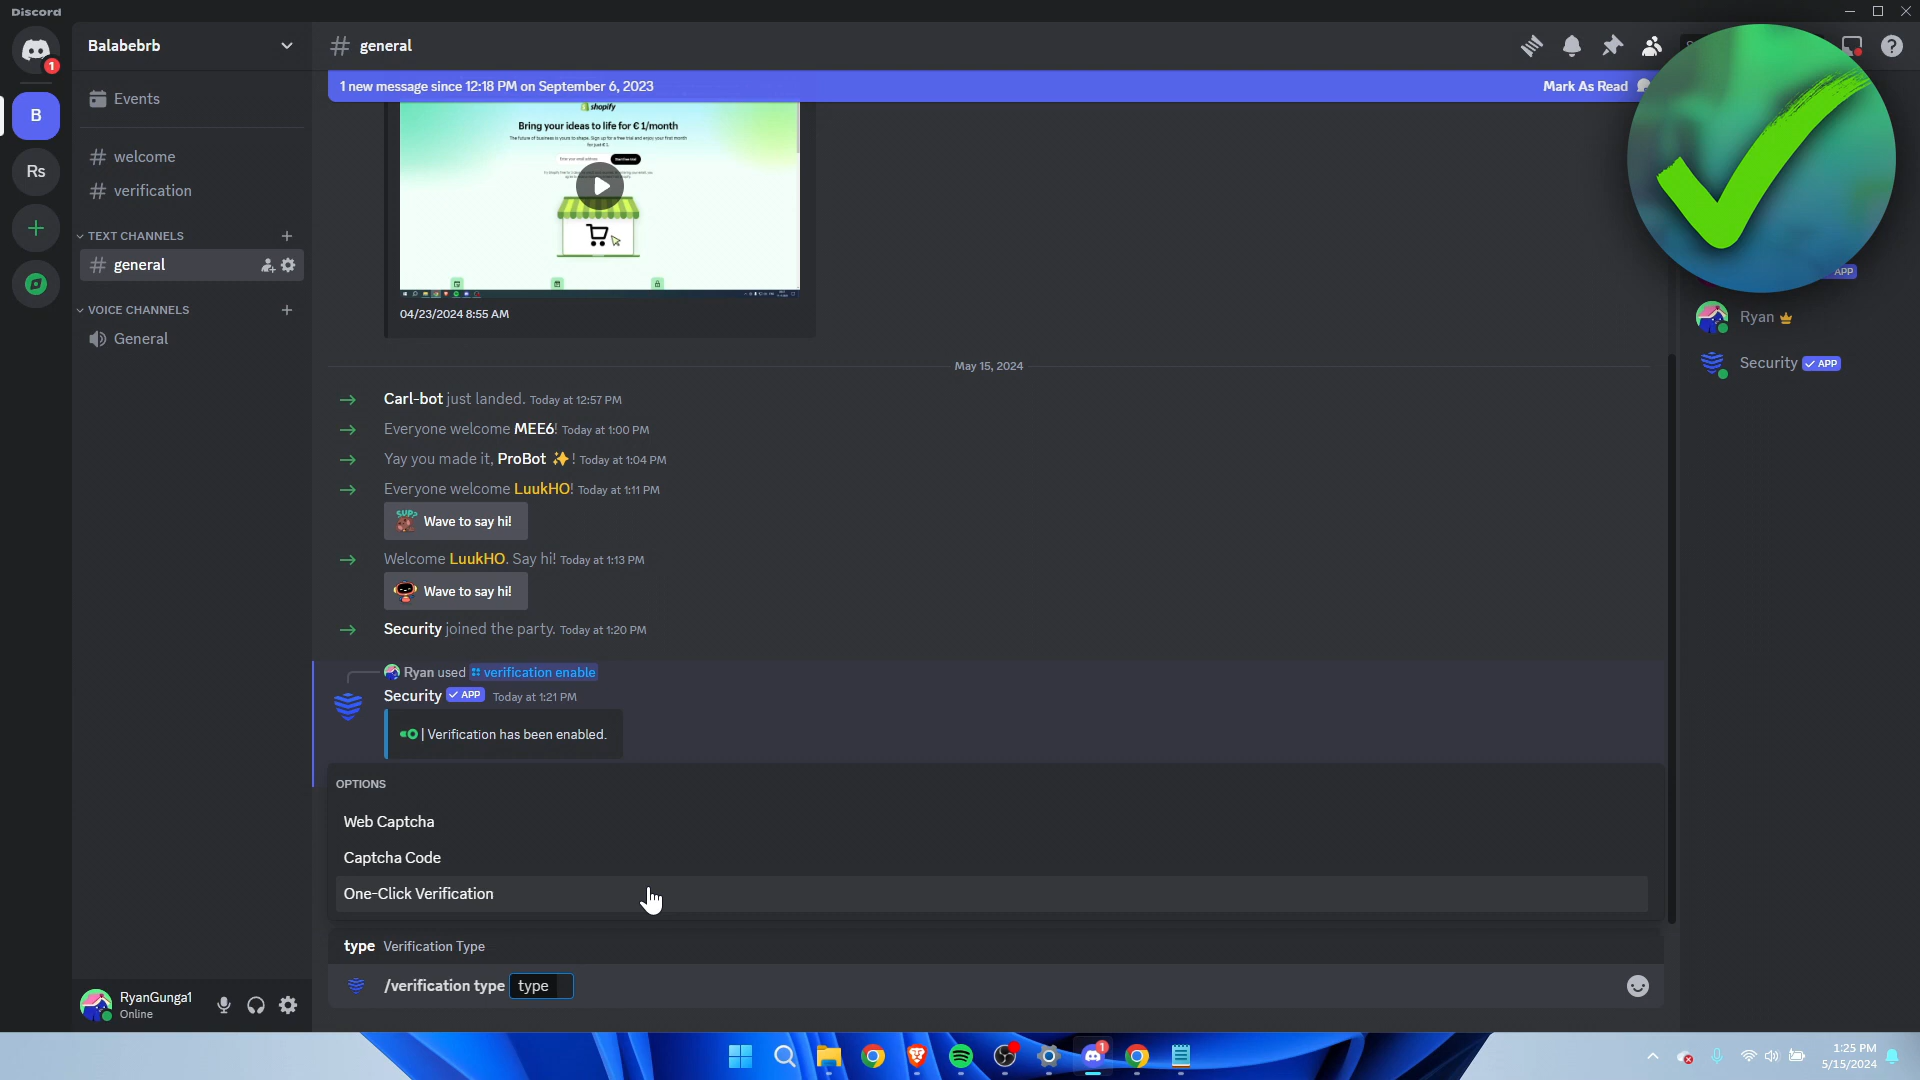 Discord
Balabebrb
Events
B
Rs
welcome
verification
TEXT CHANNELS
general
VOICE CHANNELS
General
general
1 new message since 12:18 PM on September 6, 2023
Mark As Read
shopify
Bring your ideas to life for €1/month
04/23/2024 8:55 AM
May 15, 2024
Carl-bot just landed. Today at 12:57 PM
Everyone welcome MEE6! Today at 1:00 PM
Yay you made it, ProBot ✨! Today at 1:04 PM
Everyone welcome LuukHO! Today at 1:11 PM
SUP?
Wave to say hi!
Welcome LuukHO. Say hi! Today at 1:13 PM
Wave to say hi!
Security joined the party. Today at 1:20 PM
Ryan used verification enable
Security APP Today at 1:21 PM
| Verification has been enabled.
OPTIONS
Web Captcha
Captcha Code
One-Click Verification
type Verification Type
/verification type type
APP
Ryan
Security APP
RyanGunga1
Online
1
1
1:25 PM
5/15/2024